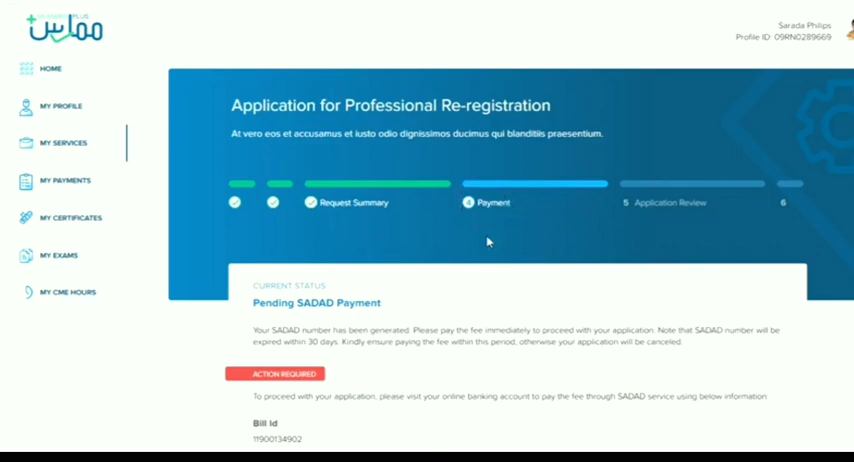 مماس
PLUS
Sarada Philips
Profile ID: 09RN0289669
HOME
MY PROFILE
MY SERVICES
MY PAYMENTS
MY CERTIFICATES
MY EXAMS
MY CME HOURS
Application for Professional Re-registration
At vero eos et accusamus et iusto odio dignissimos ducimus qui blanditiis praesentium.
Request Summary
4 Payment
5 Application Review
6
CURRENT STATUS
Pending SADAD Payment
Your SADAD number has been generated. Please pay the fee immediately to proceed with your application. Note that SADAD number will be
expired within 30 days. Kindly ensure paying the fee within this period, otherwise your application will be canceled.
ACTION REQUIRED
To proceed with your application, please visit your online banking account to pay the fee through SADAD service using below information
Bill Id
11900134902